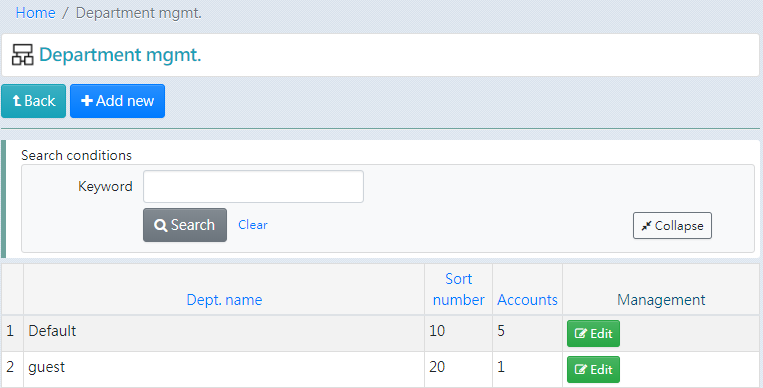 Home / Department mgmt.
Department mgmt.
Back Add new
Search conditions
Keyword
Search Clear Collapse
Dept. name Sort number Accounts Management
1 Default 10 5 Edit
2 guest 20 1 Edit